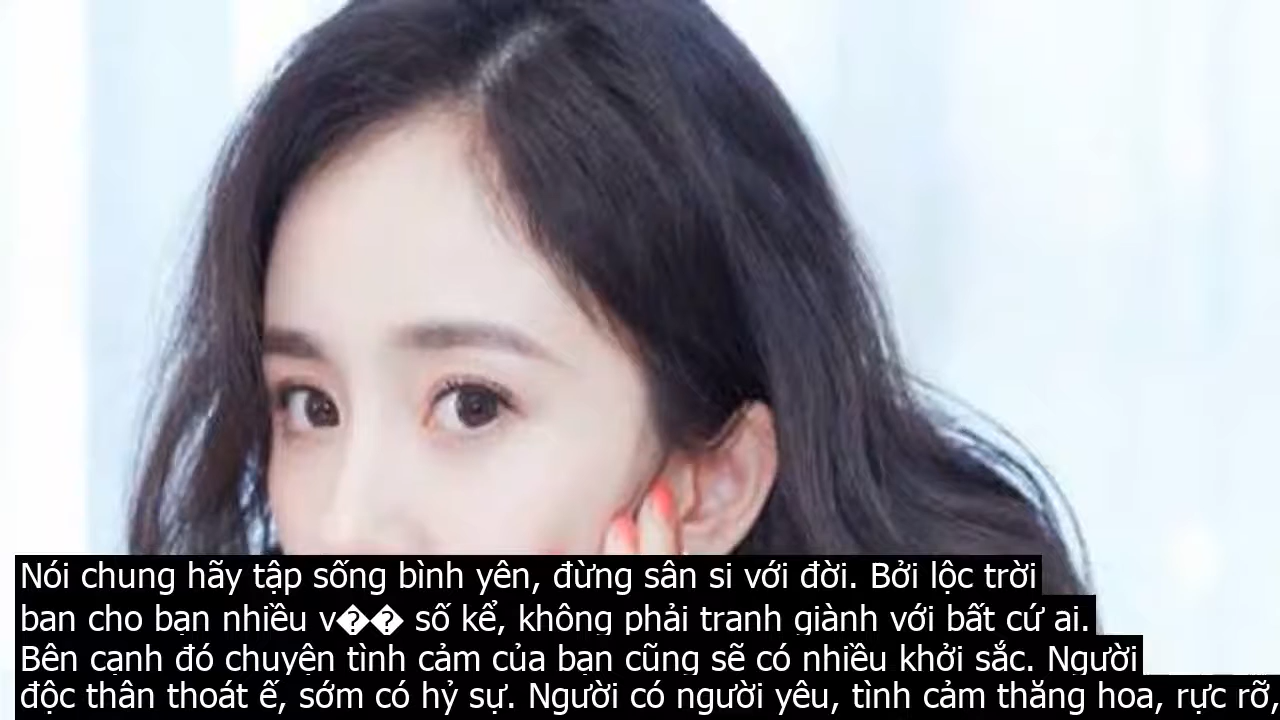 Nói chung hãy tập sống bình yên, đừng sân si với đời. Bởi lộc trời
ban cho bạn nhiều v�� số kể, không phải tranh giành với bất cứ ai.
Bên cạnh đó chuyện tình cảm của bạn cũng sẽ có nhiều khởi sắc. Người
độc thân thoát ế, sớm có hỷ sự. Người có người yêu, tình cảm thăng hoa, rực rỡ,